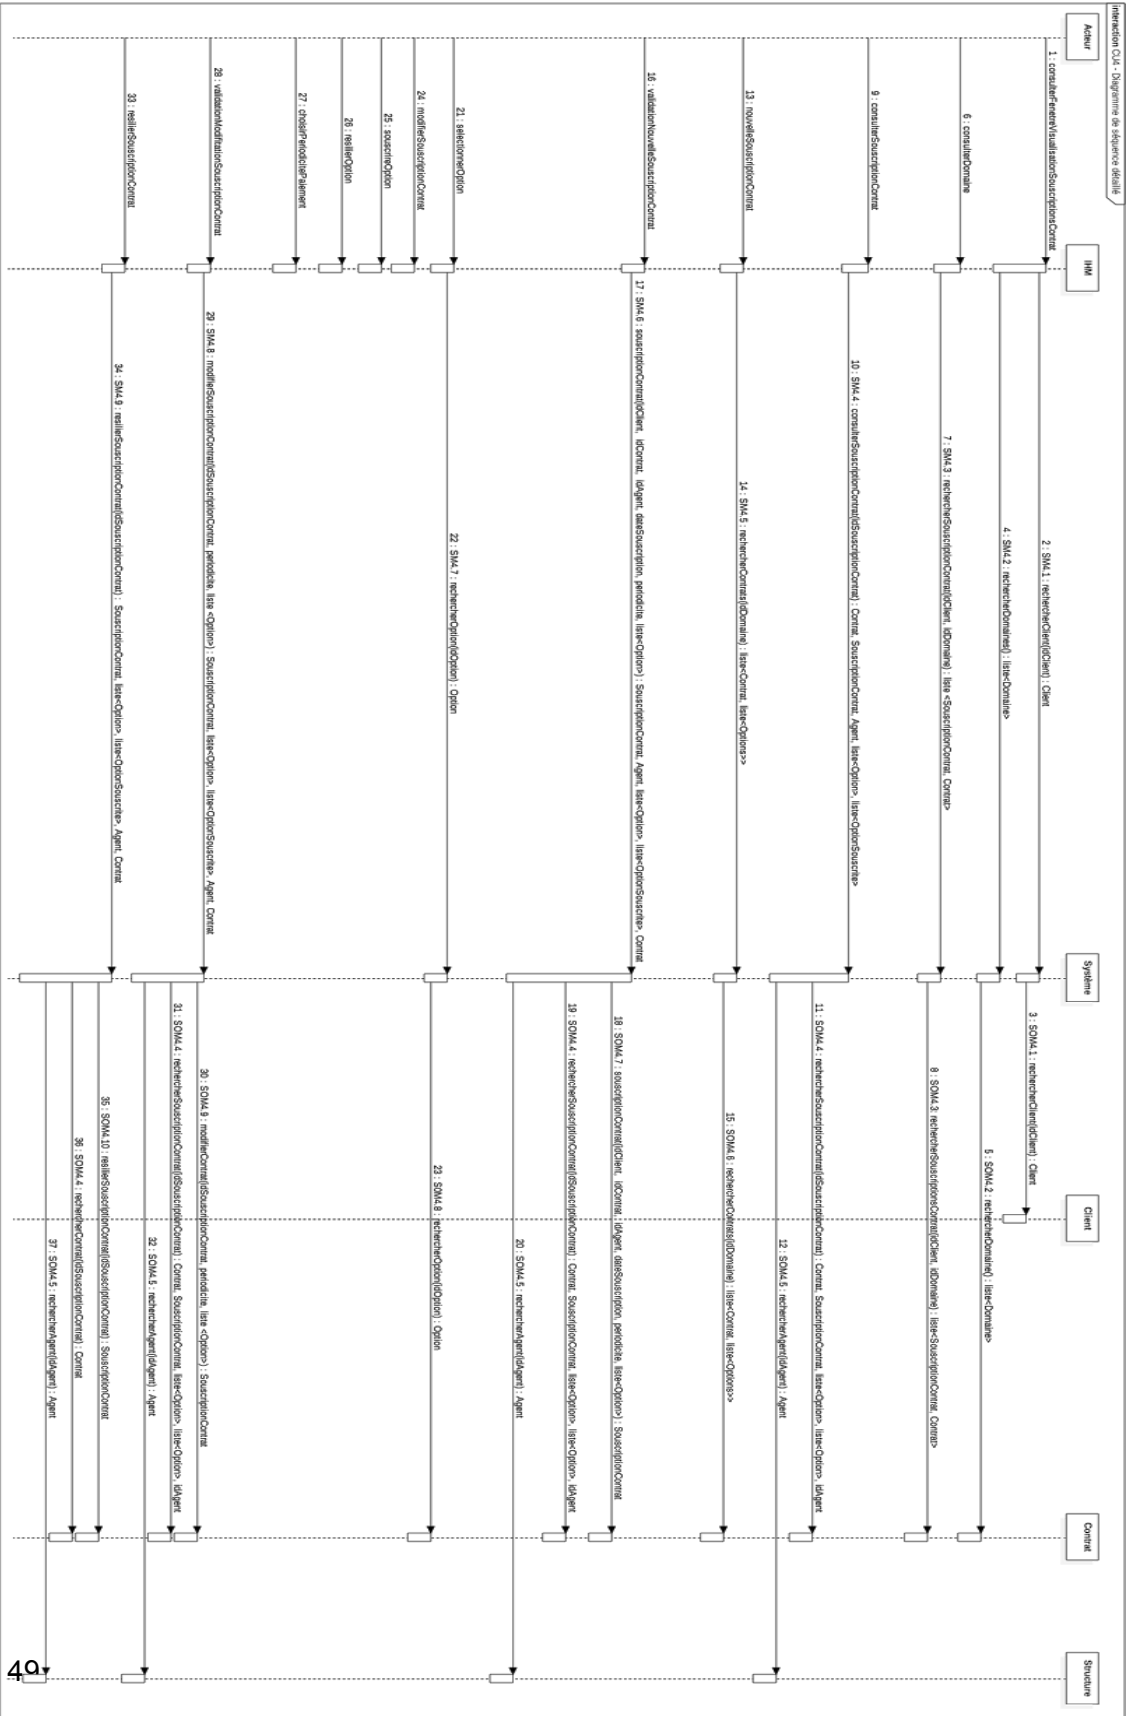 interaction CU4 - Diagramme de séquence détaillé
Acteur
IHM
Système
Client
Contrat
Structure
1 : consulterFenetreVisualisationSouscriptionsContrat
2 : SM4.1 : rechercherClient(idClient) : Client
3 : SOM4.1 : rechercherClient(idClient) : Client
4 : SM4.2 : rechercherDomaines() : liste<Domaine>
5 : SOM4.2 : rechercherDomaine() : liste<Domaine>
6 : consulterDomaine
7 : SM4.3 : rechercherSouscriptionContrat(idClient, idDomaine) : liste <SouscriptionContrat, Contrat>
8 : SOM4.3: rechercherSouscriptionsContrat(idClient, idDomaine) : liste<SouscriptionContrat, Contrat>
9 : consulterSouscriptionContrat
10 : SM4.4 : consulterSouscriptionContrat(idSouscriptionContrat) : Contrat, SouscriptionContrat, Agent, liste<Option>, liste<OptionSouscrite>
11 : SOM4.4 : rechercherSouscriptionContrat(idSouscriptionContrat) : Contrat, SouscriptionContrat, liste<Option>, liste<Option>, idAgent
12 : SOM4.5 : rechercherAgent(idAgent) : Agent
13 : nouvelleSouscriptionContrat
14 : SM4.5 : rechercherContrats(idDomaine) : liste<Contrat, liste<Options>>
15 : SOM4.6 : rechercherContrats(idDomaine) : liste<Contrat, liste<Options>>
16 : validationNouvelleSouscriptionContrat
17 : SM4.6 : souscriptionContrat(idClient, idContrat, idAgent, dateSouscription, periodicite, liste<Option>) : SouscriptionContrat, Agent, liste<Option>, liste<OptionSouscrite>, Contrat
18 : SOM4.7 : souscriptionContrat(idClient, idContrat, idAgent, dateSouscription, periodicite, liste<Option>) : SouscriptionContrat
19 : SOM4.4 : rechercherSouscriptionContrat(idSouscriptionContrat) : Contrat, SouscriptionContrat, liste<Option>, liste<Option>, idAgent
20 : SOM4.5 : rechercherAgent(idAgent) : Agent
21 : selectionnerOption
22 : SM4.7 : rechercherOption(idOption) : Option
23 : SOM4.8 : rechercherOption(idOption) : Option
24 : modifierSouscriptionContrat
25 : souscrireOption
26 : resilierOption
27 : choisirPeriodicitePaiement
28 : validationModifitationSouscriptionContrat
29 : SM4.8 : modifierSouscriptionContrat(idSouscriptionContrat, periodicite, liste <Option>) : SouscriptionContrat, liste<Option>, liste<OptionSouscrite>, Agent, Contrat
30 : SOM4.9 : modifierContrat(idSouscriptionContrat, periodicite, liste <Option>) : SouscriptionContrat
31 : SOM4.4 : rechercherSouscriptionContrat(idSouscriptionContrat) : Contrat, SouscriptionContrat, liste<Option>, liste<Option>, idAgent
32 : SOM4.5 : rechercherAgent(idAgent) : Agent
33 : resilierSouscriptionContrat
34 : SM4.9 : resilierSouscriptionContrat(idSouscriptionContrat) : SouscriptionContrat, liste<Option>, liste<OptionSouscrite>, Agent, Contrat
35 : SOM4.10 : resilierSouscriptionContrat(idSouscriptionContrat) : SouscriptionContrat
36 : SOM4.4 : rechercherContrat(idSouscriptionContrat) : Contrat
37 : SOM4.5 : rechercherAgent(idAgent) : Agent
49